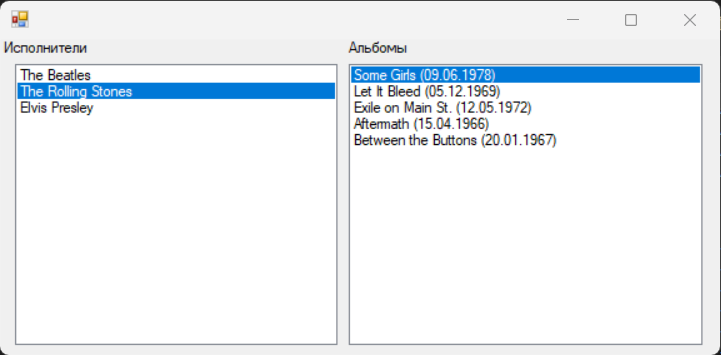 Исполнители
The Beatles
The Rolling Stones
Elvis Presley
Альбомы
Some Girls (09.06.1978)
Let It Bleed (05.12.1969)
Exile on Main St. (12.05.1972)
Aftermath (15.04.1966)
Between the Buttons (20.01.1967)